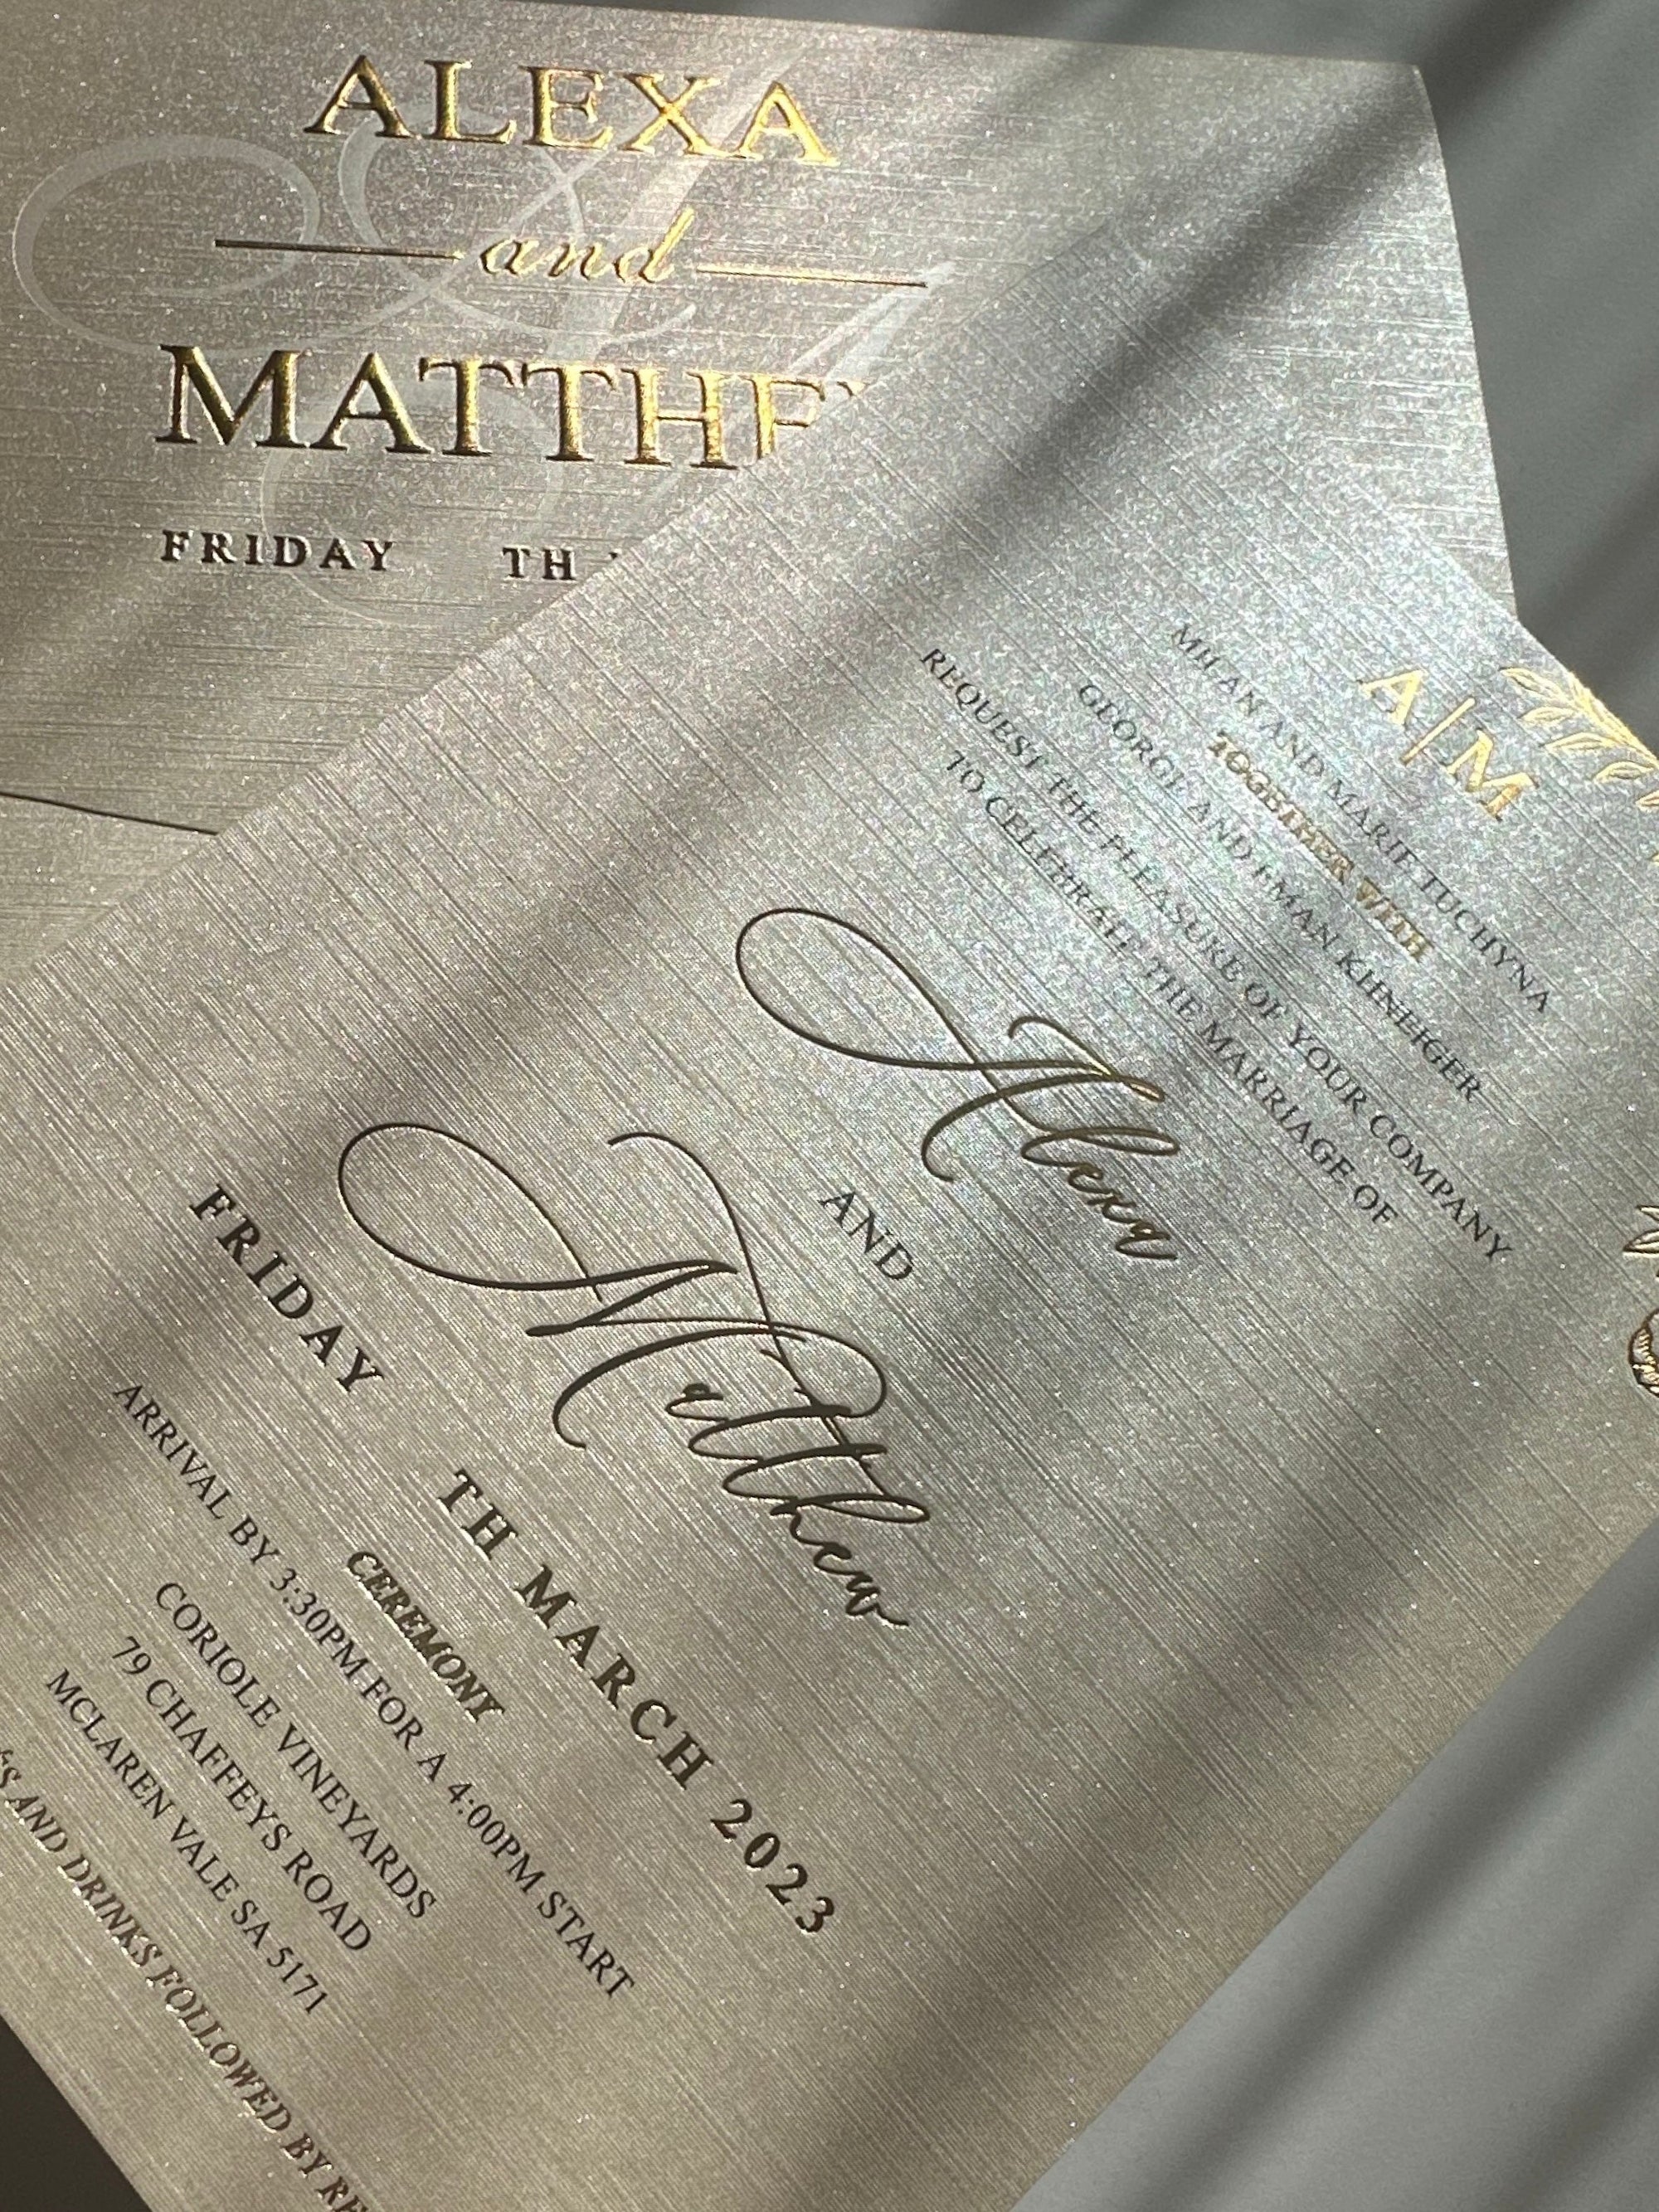 ALEXA
and
MATTHE
FRIDAY TH
A|M
MILAN AND MARIE TUCHYNA
TOGETHER WITH
GEORGE AND EMAN KLINEIGER
REQUEST THE PLEASURE OF YOUR COMPANY
TO CELEBRATE THE MARRIAGE OF
Alexa
AND
Matthew
FRIDAY TH MARCH 2023
CEREMONY
ARRIVAL BY 3:30PM FOR A 4:00PM START
CORIOLE VINEYARDS
79 CHAFFEYS ROAD
MCLAREN VALE SA 5171
AND DRINKS FOLLOWED BY